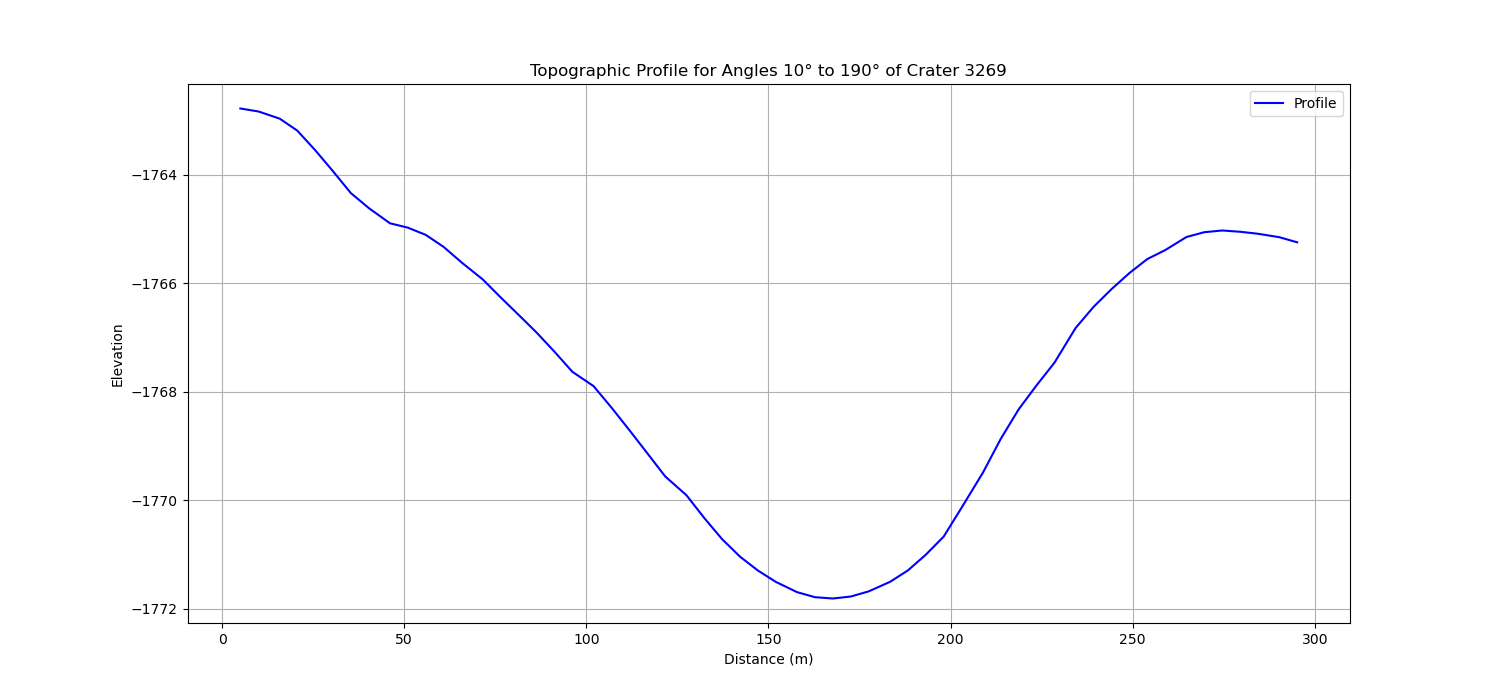 Topographic Profile for Angles 10° to 190° of Crater 3269
Profile
−1764
−1766
−1768
−1770
−1772
Elevation
0 50 100 150 200 250 300
Distance (m)